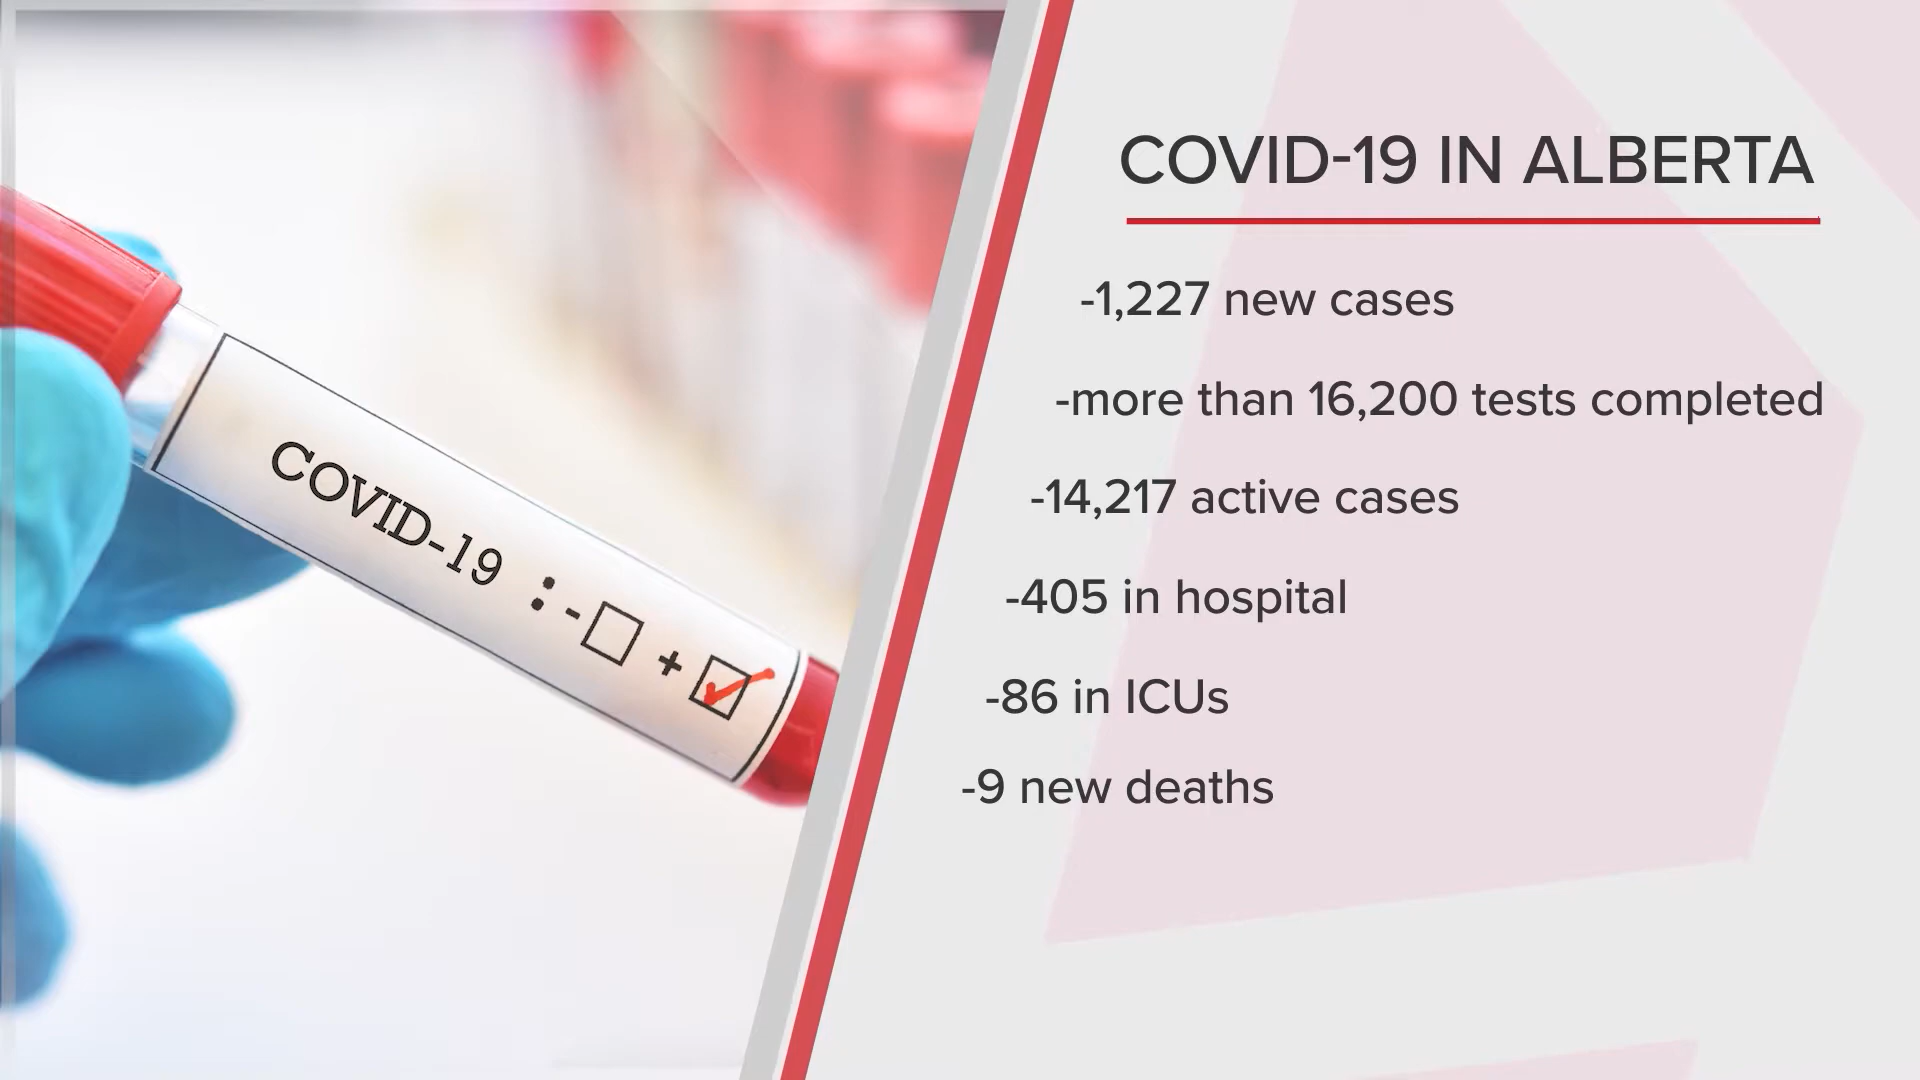 COVID-19 : - □ + ☑
COVID-19 IN ALBERTA
-1,227 new cases
-more than 16,200 tests completed
-14,217 active cases
-405 in hospital
-86 in ICUs
-9 new deaths